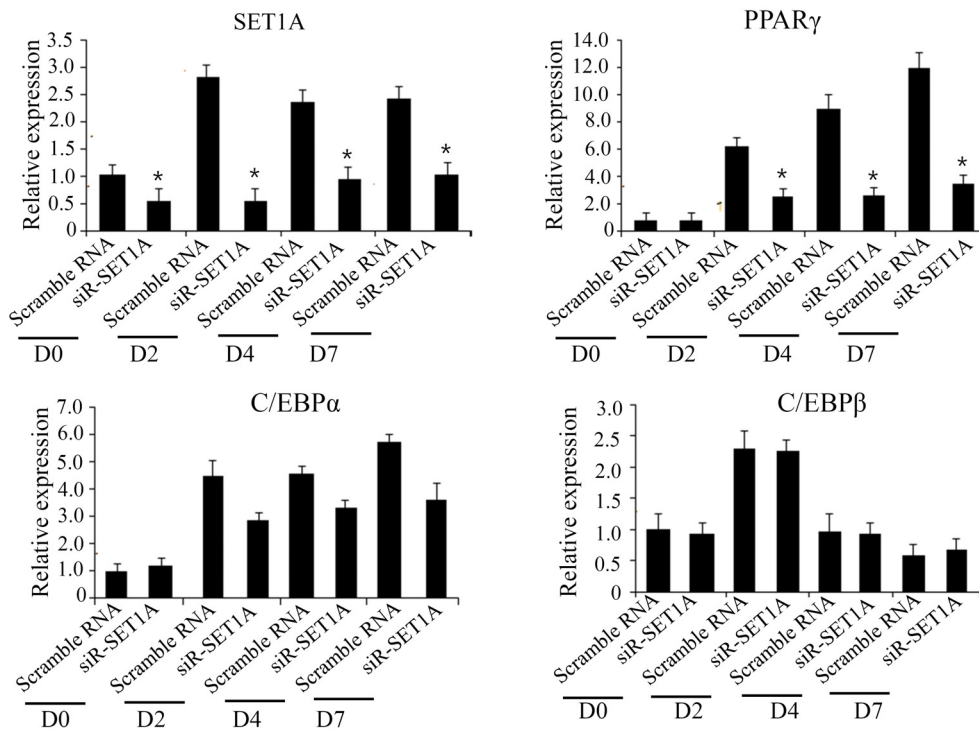 SET1A
Relative expression
3.5
3.0
2.5
2.0
1.5
1.0
0.5
0
* * * *
Scramble RNA
siR-SET1A
Scramble RNA
siR-SET1A
Scramble RNA
siR-SET1A
Scramble RNA
siR-SET1A
D0 D2 D4 D7
PPARγ
Relative expression
14.0
12.0
10.0
8.0
6.0
4.0
2.0
0.0
* * *
Scramble RNA
siR-SET1A
Scramble RNA
siR-SET1A
Scramble RNA
siR-SET1A
Scramble RNA
siR-SET1A
D0 D2 D4 D7
C/EBPα
Relative expression
7.0
6.0
5.0
4.0
3.0
2.0
1.0
0.0
Scramble RNA
siR-SET1A
Scramble RNA
siR-SET1A
Scramble RNA
siR-SET1A
Scramble RNA
siR-SET1A
D0 D2 D4 D7
C/EBPβ
Relative expression
3.0
2.5
2.0
1.0
0.5
0.0
Scramble RNA
siR-SET1A
Scramble RNA
siR-SET1A
Scramble RNA
siR-SET1A
Scramble RNA
siR-SET1A
D0 D2 D4 D7